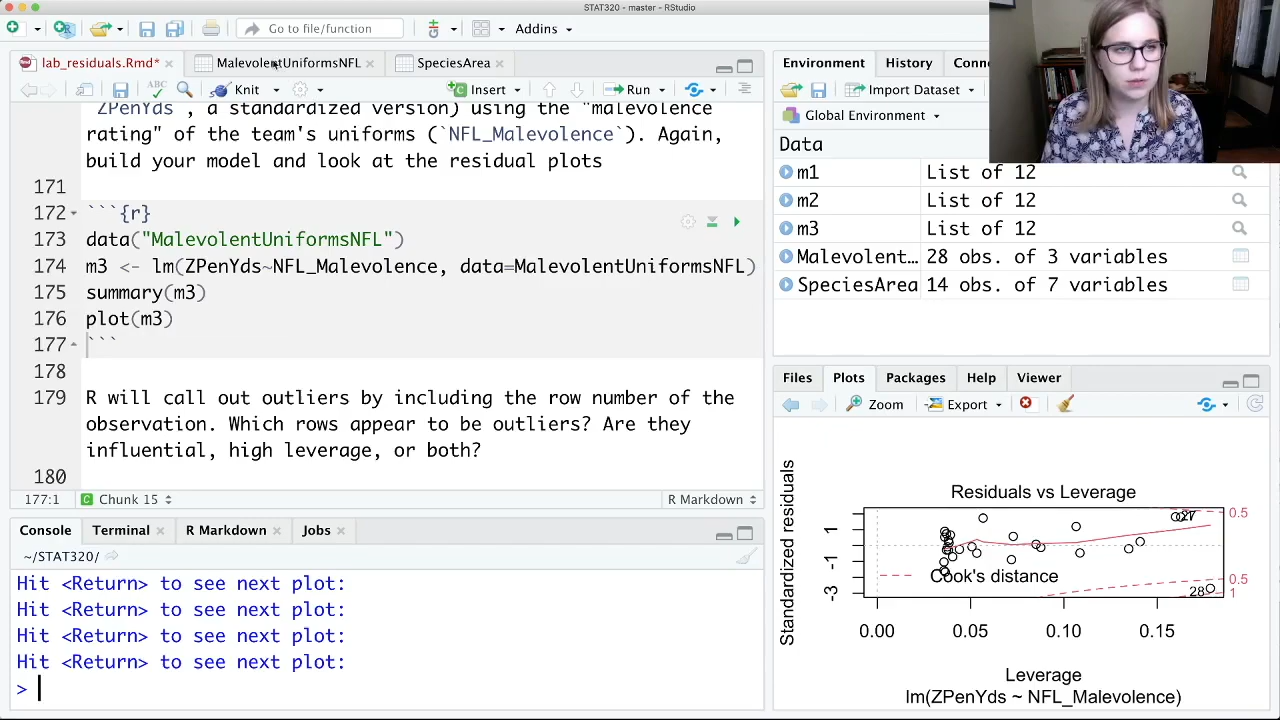 STAT320 - master - RStudio
Go to file/function
Addins
lab_residuals.Rmd*
MalevolentUniformsNFL
SpeciesArea
ABC
Knit
Insert
Run
`ZPenYds`, a standardized version) using the "malevolence
rating" of the team's uniforms (`NFL_Malevolence`). Again,
build your model and look at the residual plots
171
172 ```{r}
173 data("MalevolentUniformsNFL")
174 m3 <- lm(ZPenYds~NFL_Malevolence, data=MalevolentUniformsNFL)
175 summary(m3)
176 plot(m3)
177 ```
178
179 R will call out outliers by including the row number of the
observation. Which rows appear to be outliers? Are they
influential, high leverage, or both?
180
177:1 Chunk 15 R Markdown
Console Terminal R Markdown Jobs
~/STAT320/
Hit <Return> to see next plot:
Hit <Return> to see next plot:
Hit <Return> to see next plot:
Hit <Return> to see next plot:
>
Environment History Conne
Import Dataset
Global Environment
Data
m1 List of 12
m2 List of 12
m3 List of 12
Malevolent… 28 obs. of 3 variables
SpeciesArea 14 obs. of 7 variables
Files Plots Packages Help Viewer
Zoom Export
Residuals vs Leverage
Standardized residuals
1
-1
-3
27
28
0.5
0.5
1
Cook's distance
0.00 0.05 0.10 0.15
Leverage
lm(ZPenYds ~ NFL_Malevolence)